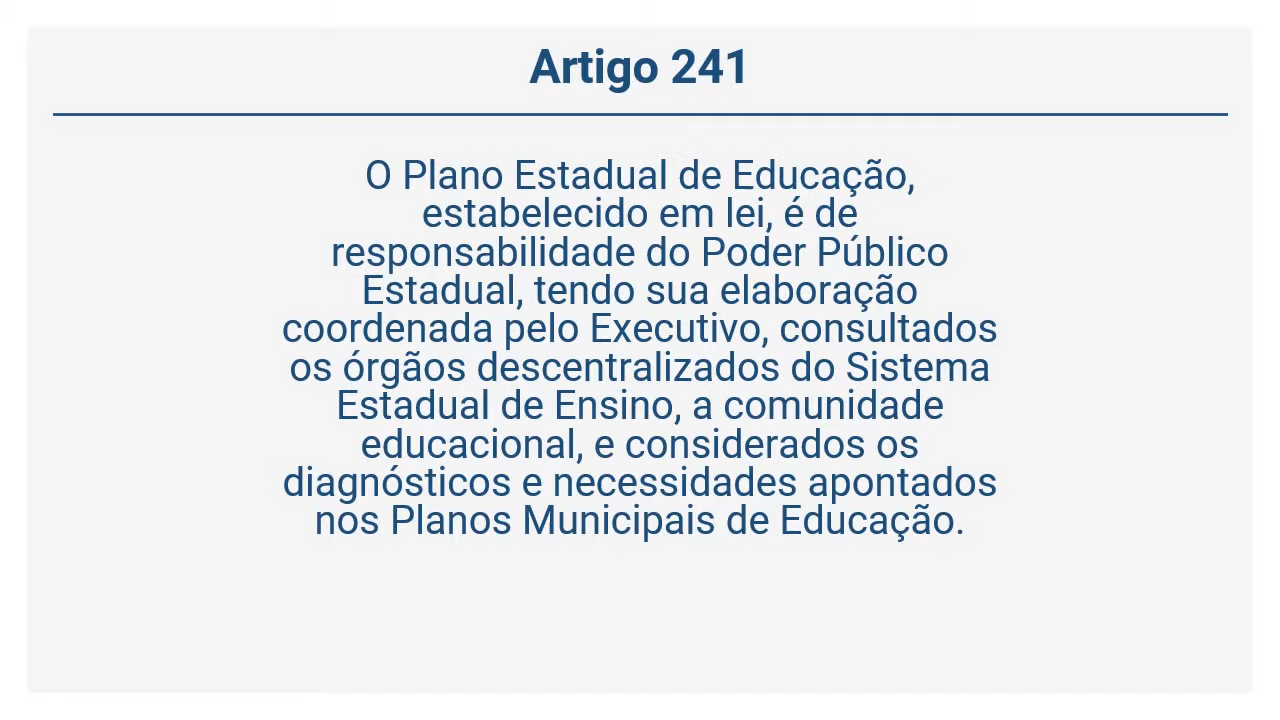 Artigo 241
O Plano Estadual de Educação,
estabelecido em lei, é de
responsabilidade do Poder Público
Estadual, tendo sua elaboração
coordenada pelo Executivo, consultados
os órgãos descentralizados do Sistema
Estadual de Ensino, a comunidade
educacional, e considerados os
diagnósticos e necessidades apontados
nos Planos Municipais de Educação.